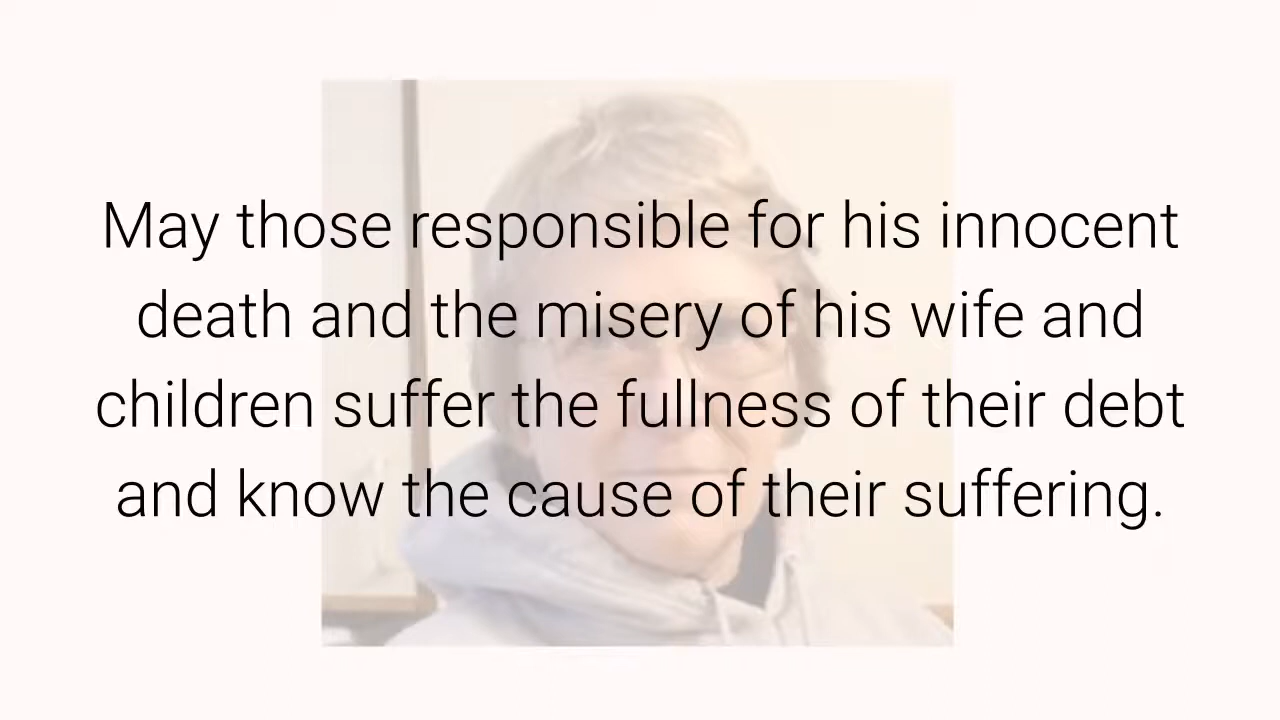 May those responsible for his innocent
death and the misery of his wife and
children suffer the fullness of their debt
and know the cause of their suffering.